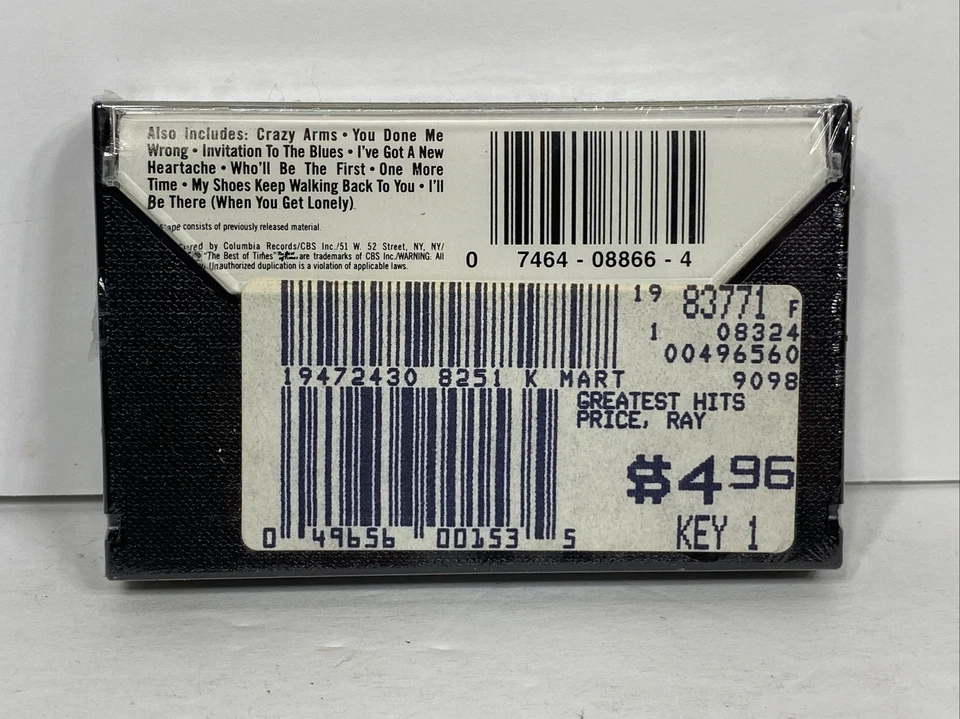 Also Includes: Crazy Arms • You Done Me
Wrong • Invitation To The Blues • I've Got A New
Heartache • Who'll Be The First • One More
Time • My Shoes Keep Walking Back To You • I'll
Be There (When You Get Lonely)
consists of previously released material.
by Columbia Records/CBS Inc./51 W. 52 Street, NY, NY/
"The Best of Times" are trademarks of CBS Inc./WARNING: All
Unauthorized duplication is a violation of applicable laws.
0 7464 - 08866 - 4
19 83771 F
1 08324
00496560
19472430 8251 K MART 9098
GREATEST HITS
PRICE, RAY
$4 96
KEY 1
0 49656 00153 5